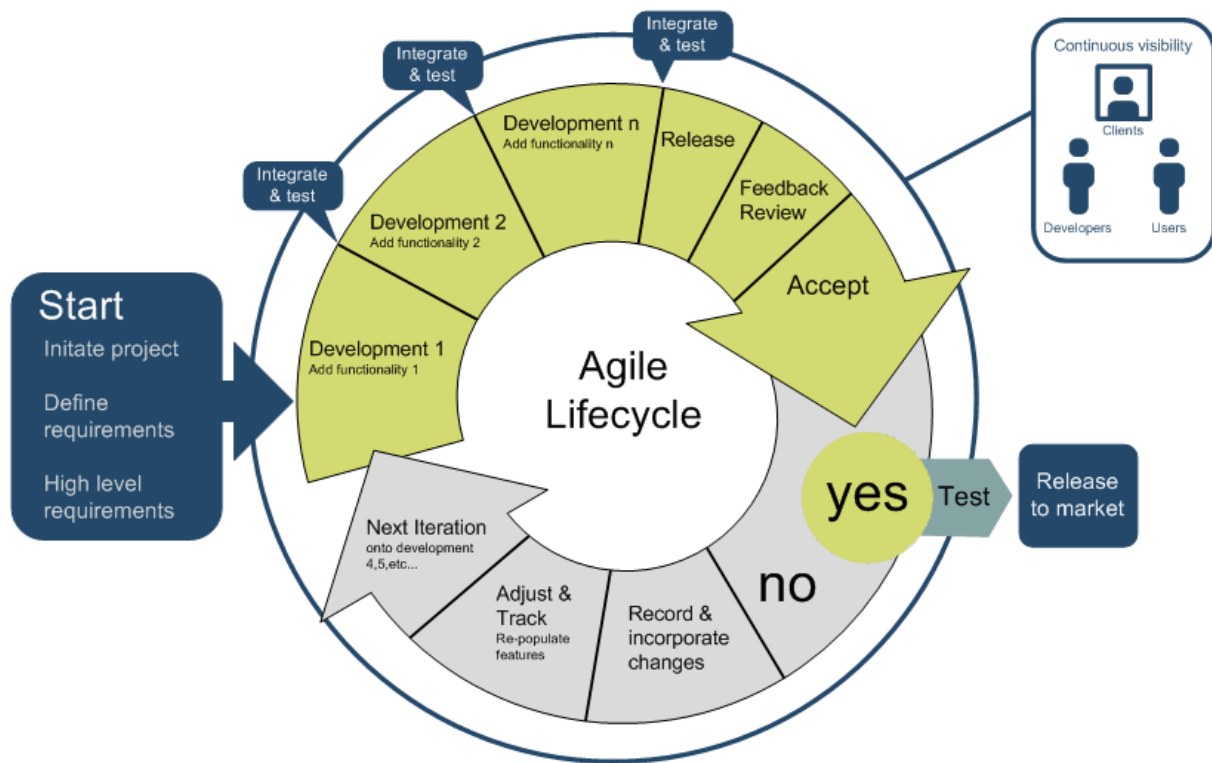 Integrate
& test
Integrate
& test
Integrate
& test
Continuous visibility
Clients
Developers
Users
Start
Initate project
Define
requirements
High level
requirements
Development 1
Add functionality 1
Development 2
Add functionality 2
Development n
Add functionality n
Release
Feedback
Review
Accept
Agile
Lifecycle
yes
Test
Release
to market
no
Record &
incorporate
changes
Adjust &
Track
Re-populate
features
Next Iteration
onto development
4,5,etc...